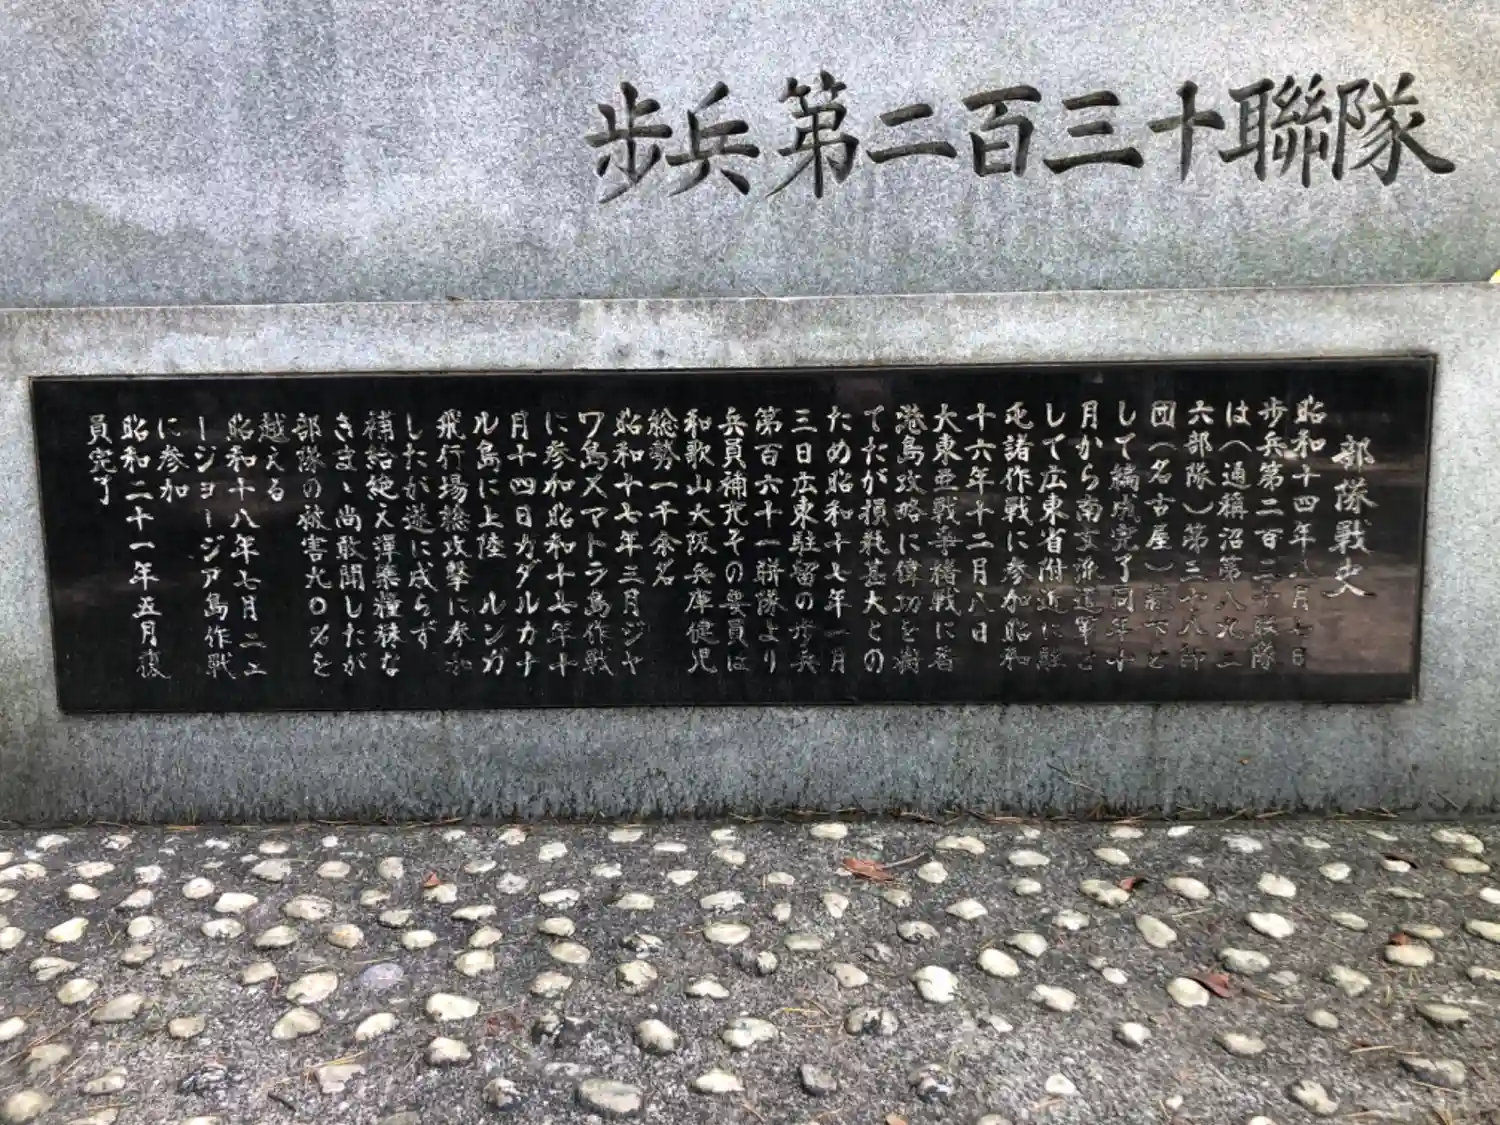 歩兵第二百三十聯隊
部隊戦史
昭和十四年八月七日
歩兵第二百三十聯隊
は（通稱沼第八九二
六部隊）第三十八師
団（名古屋）麾下と
して編成完了同年十
月から南支派遣軍と
して広東省附近に駐
屯諸作戦に参加昭和
十六年十二月八日
大東亜戦争緒戦に香
港島攻略に偉功を樹
てたが損耗甚大との
ため昭和十七年一月
三日広東駐留の歩兵
第百六十一聯隊より
兵員補充その要員は
和歌山大阪兵庫健児
総勢一千余名
昭和十七年三月ジャ
ワ島スマトラ島作戦
に参加昭和十七年十
月十四日ガダルカナ
ル島に上陸　ルンガ
飛行場総攻撃に参加
したが遂に成らず
補給絶え弾薬糧秣な
きまゝ尚敢闘したが
部隊の被害九〇％を
越える
昭和十八年七月二ュ
ージョージア島作戦
に参加
昭和二十一年五月復
員完了